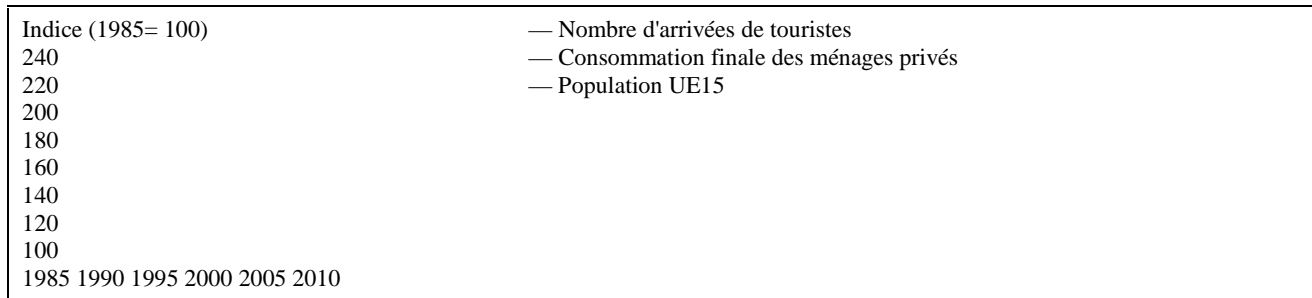 Indice (1985= 100)
— Nombre d'arrivées de touristes
240
— Consommation finale des ménages privés
220
— Population UE15
200
180
160
140
120
100
1985 1990 1995 2000 2005 2010